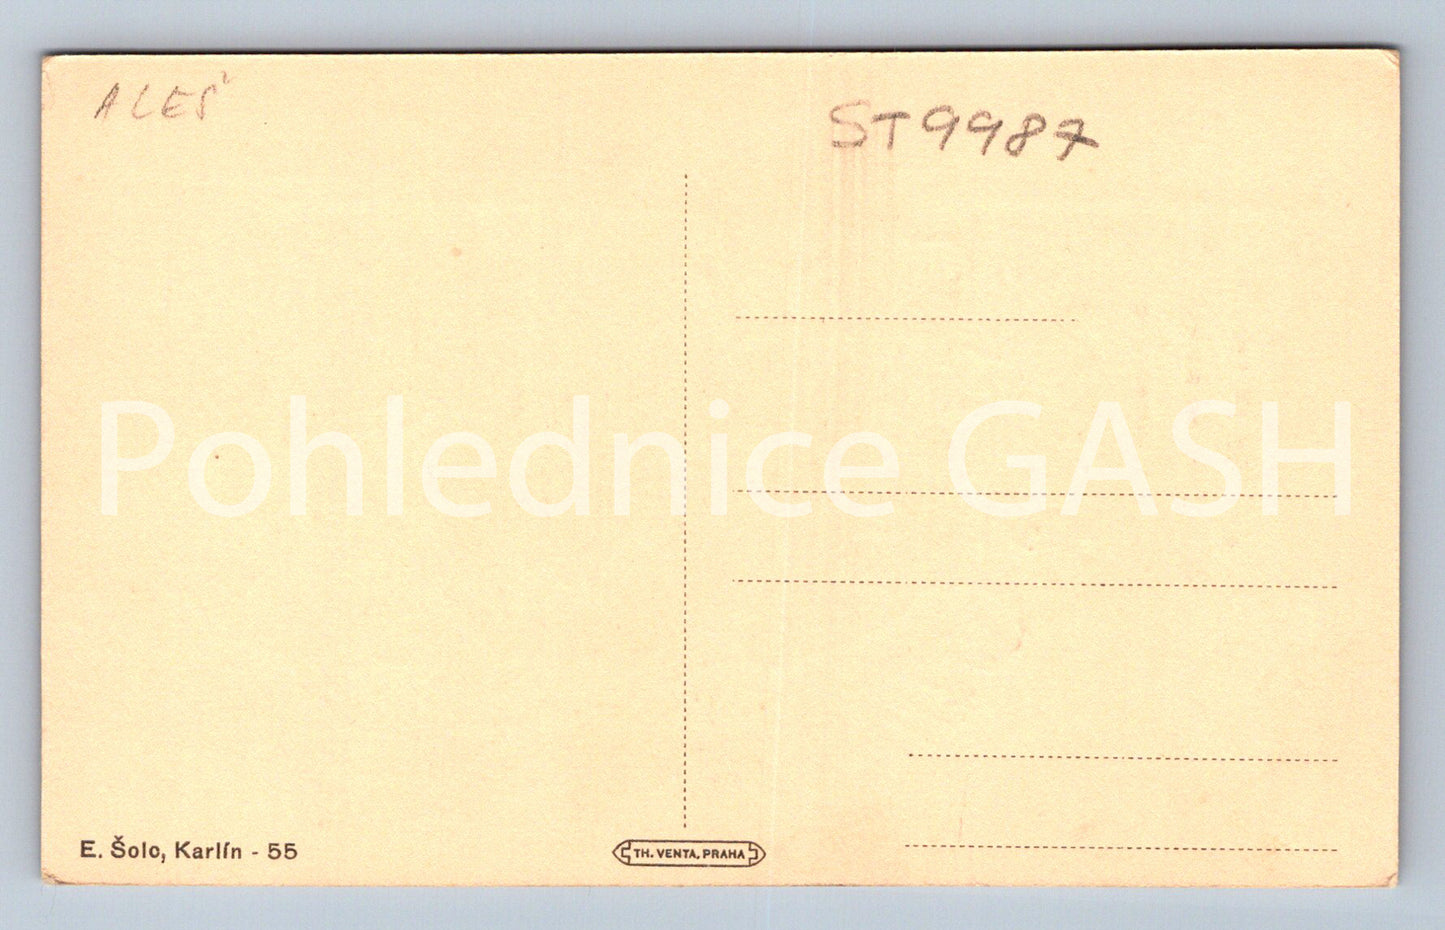 ALEŠ
ST9987
Pohlednice GASH
E. Šolc, Karlín - 55
TH. VENTA, PRAHA